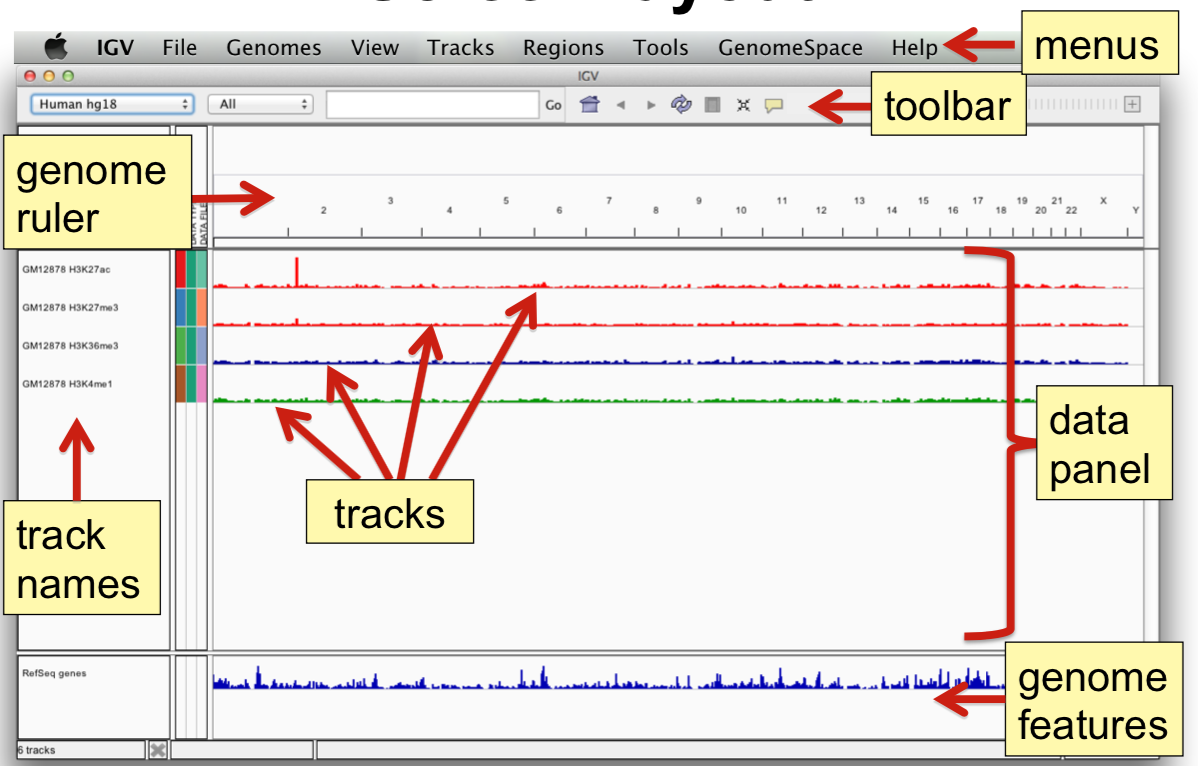 IGV File Genomes View Tracks Regions Tools GenomeSpace Help
menus
IGV
Human hg18
All
Go
toolbar
genome
ruler
2 3 4 5 6 7 8 9 10 11 12 13 14 15 16 17 18 19 20 21 22 X Y
DATA FILE
GM12878 H3K27ac
GM12878 H3K27me3
GM12878 H3K36me3
GM12878 H3K4me1
data
panel
tracks
track
names
RefSeq genes
genome
features
6 tracks